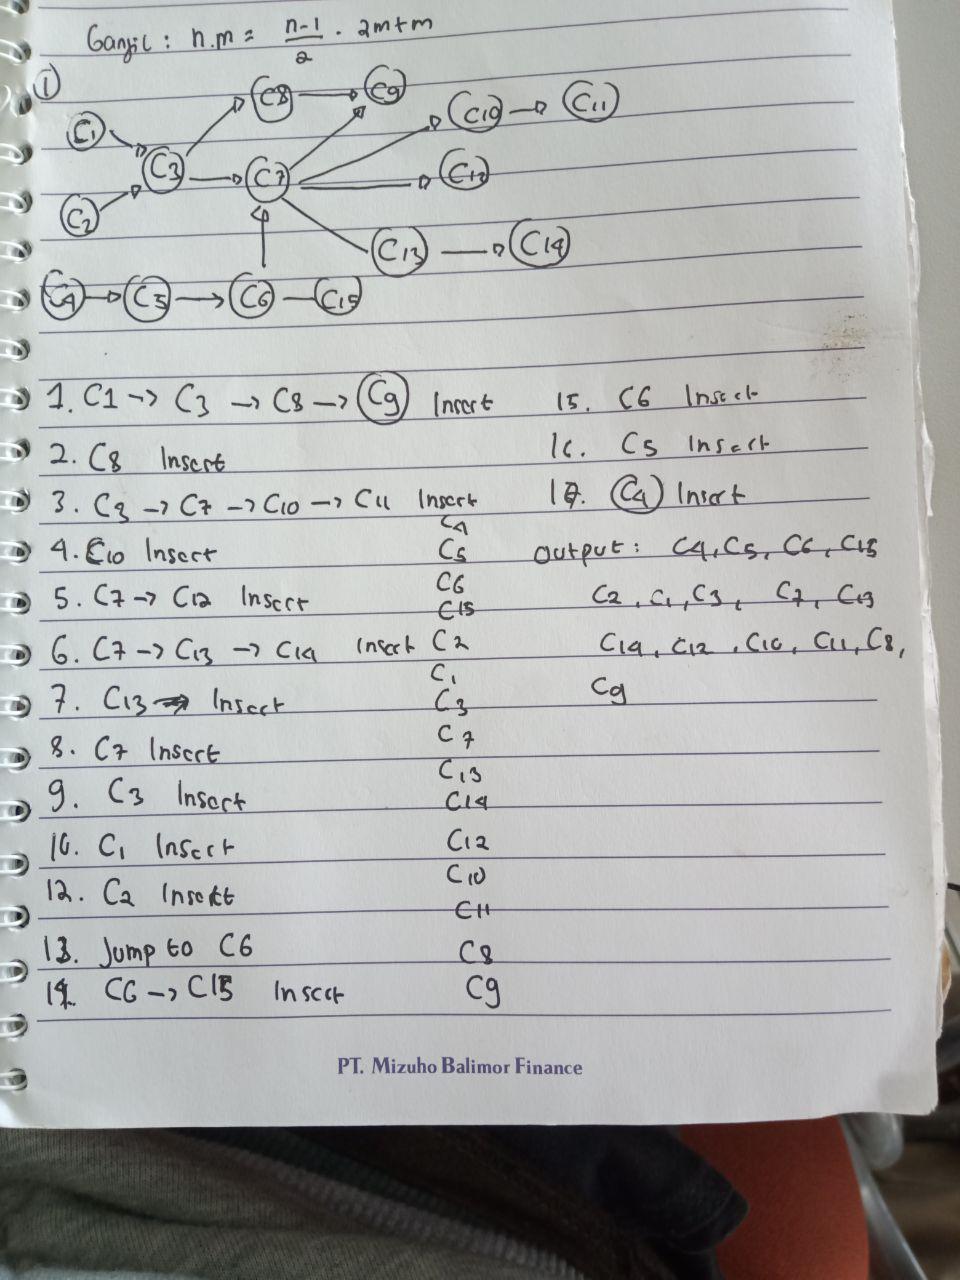 Ganjil : n.m = n-1/2 . 2m+m
1
C8 C9
C10 C11
C1
C3 C7 C12
C2
C13 C14
C4 C5 C6 C15
1. C1 -> C3 -> C8 -> C9 Insert
2. C8 Insert
3. C3 -> C7 -> C10 -> C11 Insert
4. C10 Insert
5. C7 -> C12 Insert
6. C7 -> C13 -> C14 Insert
7. C13 -> Insert
8. C7 Insert
9. C3 Insert
10. C1 Insert
12. C2 Insert
13. Jump to C6
14. C6 -> C15 Insert
C4
C5
C6
C15
C2
C1
C3
C7
C13
C14
C12
C10
C11
C8
C9
15. C6 Insert
16. C5 Insert
17. C4 Insert
Output : C4, C5, C6, C15
C2, C1, C3, C7, C13
C14, C12, C10, C11, C8,
C9
PT. Mizuho Balimor Finance